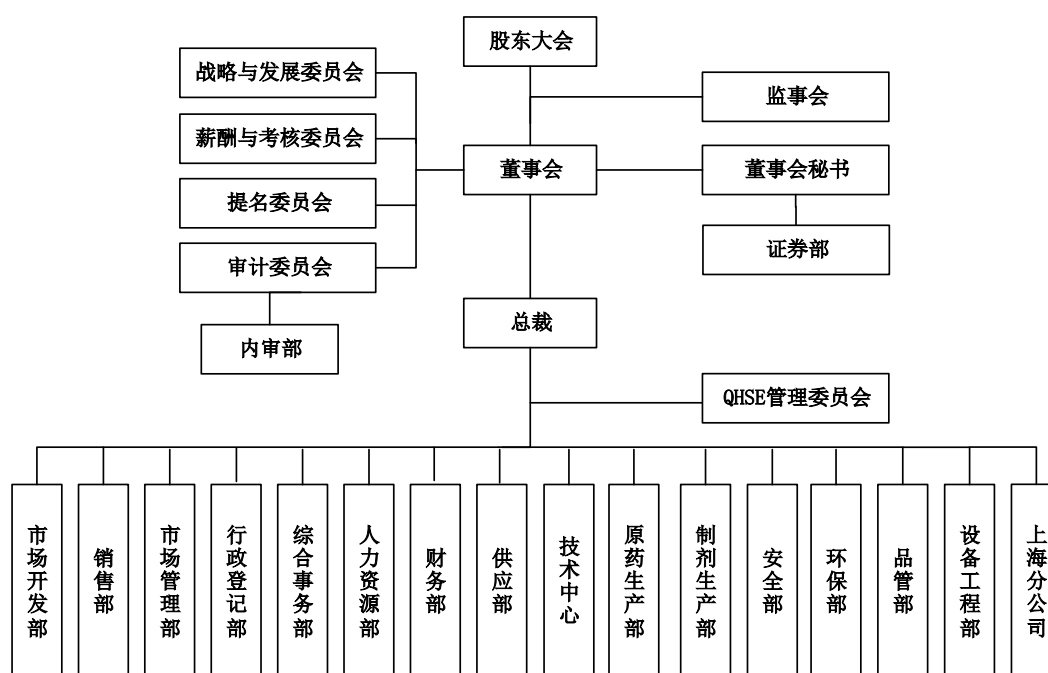 股东大会
战略与发展委员会
监事会
薪酬与考核委员会
董事会
董事会秘书
提名委员会
证券部
审计委员会
总裁
内审部
QHSE管理委员会
市场开发部
销售部
市场管理部
行政登记部
综合事务部
人力资源部
财务部
供应部
技术中心
原药生产部
制剂生产部
安全部
环保部
品管部
设备工程部
上海分公司